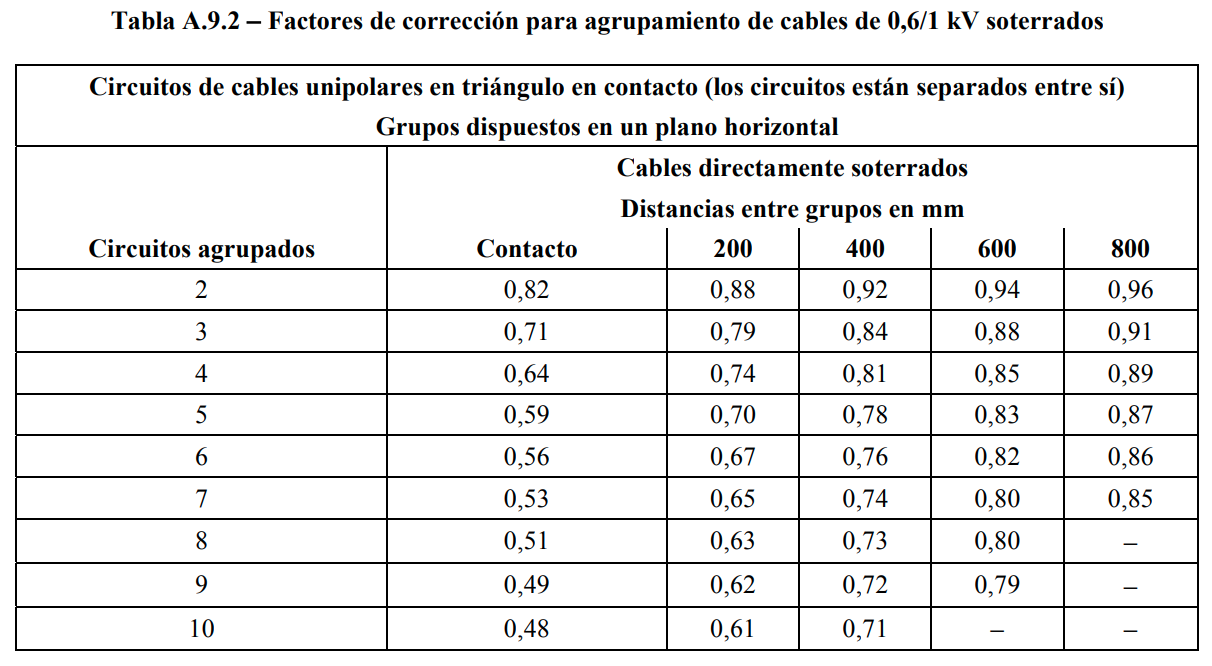 Tabla A.9.2 – Factores de corrección para agrupamiento de cables de 0,6/1 kV soterrados
Circuitos de cables unipolares en triángulo en contacto (los circuitos están separados entre sí)
Grupos dispuestos en un plano horizontal
Cables directamente soterrados
Distancias entre grupos en mm
Circuitos agrupados Contacto 200 400 600 800
2 0,82 0,88 0,92 0,94 0,96
3 0,71 0,79 0,84 0,88 0,91
4 0,64 0,74 0,81 0,85 0,89
5 0,59 0,70 0,78 0,83 0,87
6 0,56 0,67 0,76 0,82 0,86
7 0,53 0,65 0,74 0,80 0,85
8 0,51 0,63 0,73 0,80 –
9 0,49 0,62 0,72 0,79 –
10 0,48 0,61 0,71 – –